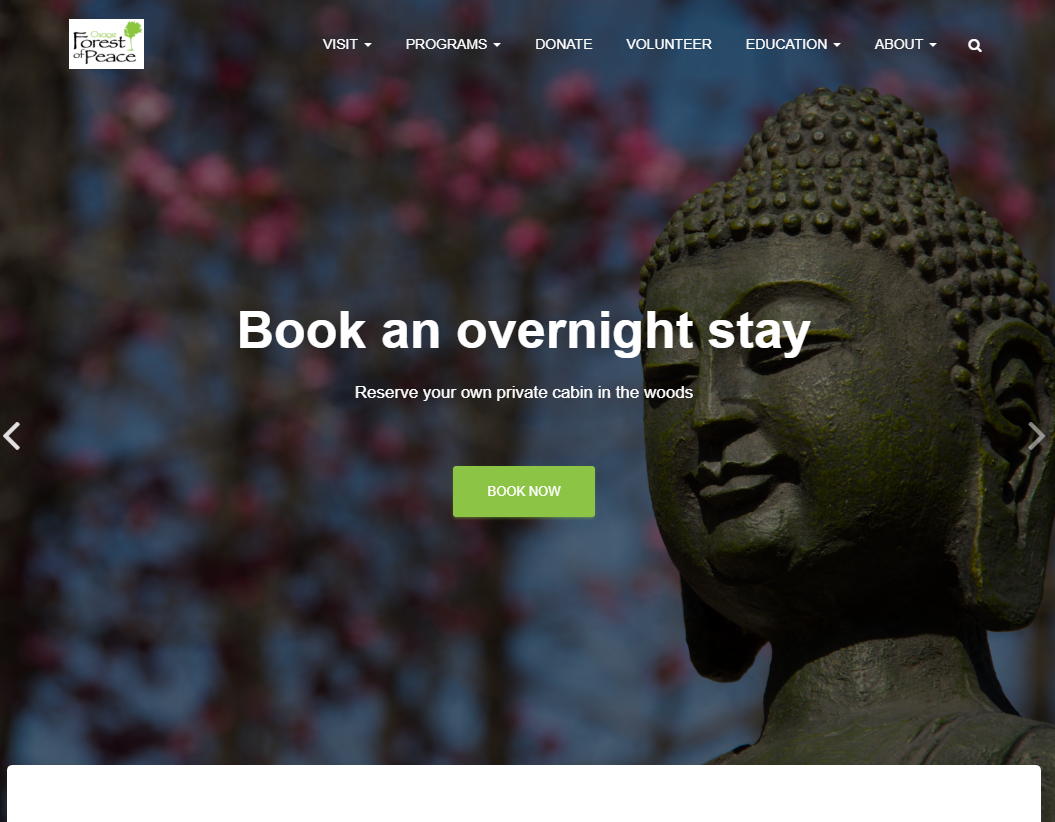 Osage
Forest
of Peace
VISIT
PROGRAMS
DONATE
VOLUNTEER
EDUCATION
ABOUT
Book an overnight stay
Reserve your own private cabin in the woods
BOOK NOW